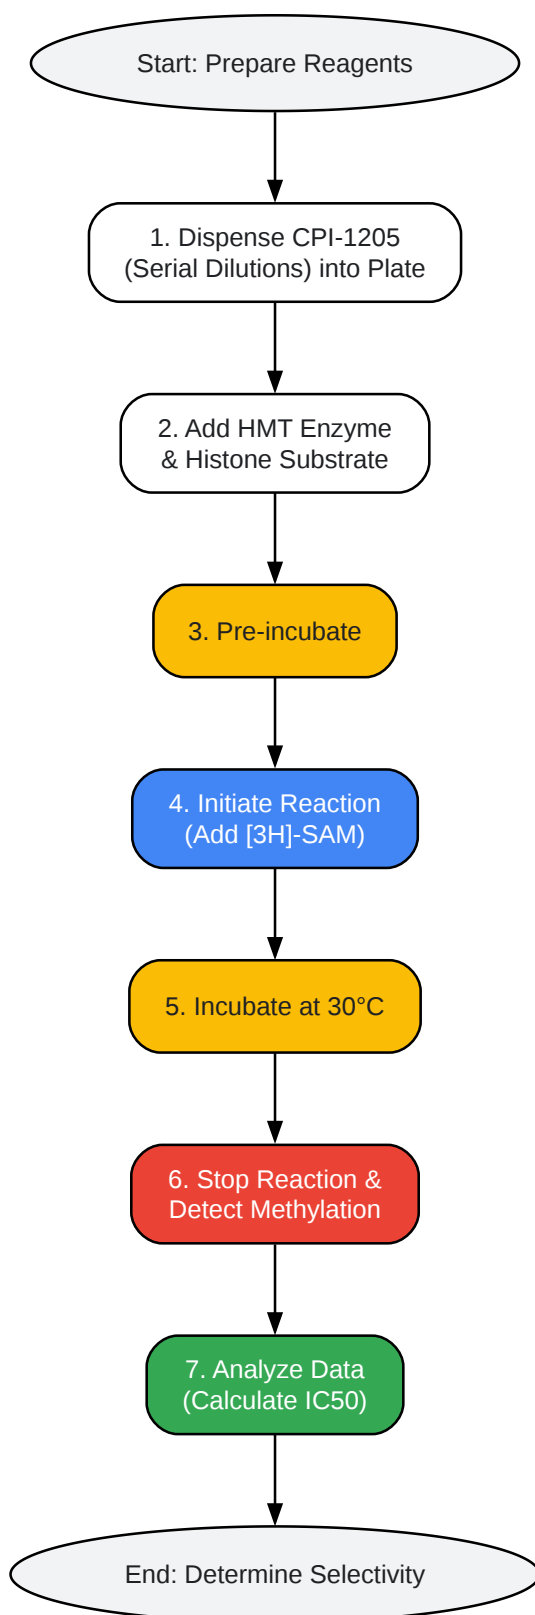 Start: Prepare Reagents
1. Dispense CPI-1205
(Serial Dilutions) into Plate
2. Add HMT Enzyme
& Histone Substrate
3. Pre-incubate
4. Initiate Reaction
(Add [3H]-SAM)
5. Incubate at 30°C
6. Stop Reaction &
Detect Methylation
7. Analyze Data
(Calculate IC50)
End: Determine Selectivity